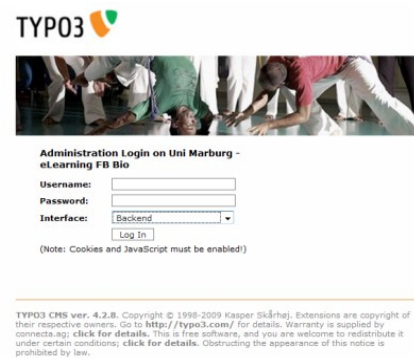 TYPO3
Administration Login on Uni Marburg -
eLearning FB Bio
Username:
Password:
Interface: Backend
Log In
(Note: Cookies and JavaScript must be enabled!)
TYPO3 CMS ver. 4.2.8. Copyright © 1998-2009 Kasper Skårhøj. Extensions are copyright of
their respective owners. Go to http://typo3.com/ for details. Warranty is supplied by
connecta.ag; click for details. This is free software, and you are welcome to redistribute it
under certain conditions; click for details. Obstructing the appearance of this notice is
prohibited by law.